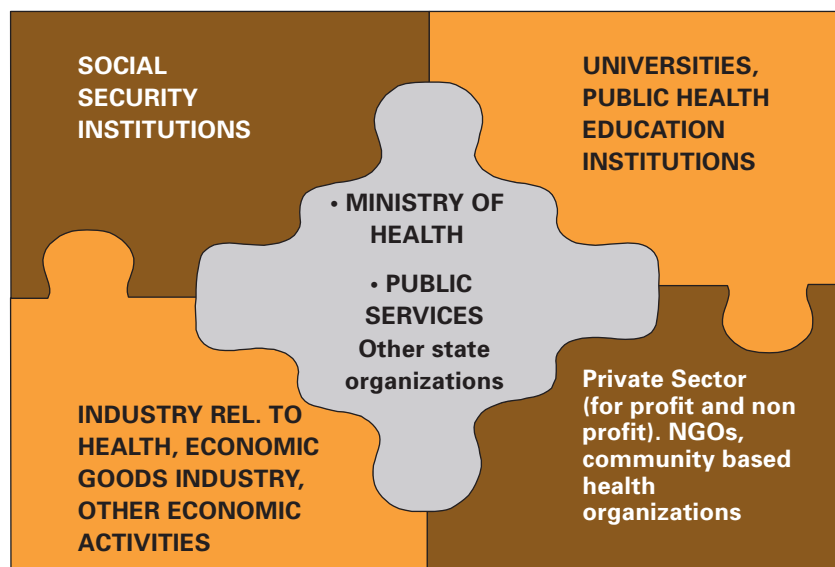 SOCIAL
SECURITY
INSTITUTIONS
UNIVERSITIES,
PUBLIC HEALTH
EDUCATION
INSTITUTIONS
• MINISTRY OF
HEALTH
• PUBLIC
SERVICES
Other state
organizations
INDUSTRY REL. TO
HEALTH, ECONOMIC
GOODS INDUSTRY,
OTHER ECONOMIC
ACTIVITIES
Private Sector
(for profit and non
profit). NGOs,
community based
health
organizations